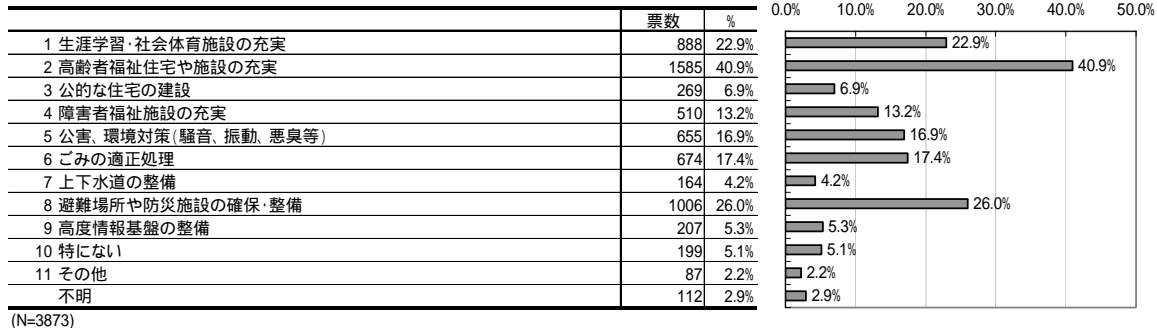 票数 %
1 生涯学習・社会体育施設の充実 888 22.9%
2 高齢者福祉住宅や施設の充実 1585 40.9%
3 公的な住宅の建設 269 6.9%
4 障害者福祉施設の充実 510 13.2%
5 公害、環境対策(騒音、振動、悪臭等) 655 16.9%
6 ごみの適正処理 674 17.4%
7 上下水道の整備 164 4.2%
8 避難場所や防災施設の確保・整備 1006 26.0%
9 高度情報基盤の整備 207 5.3%
10 特にない 199 5.1%
11 その他 87 2.2%
不明 112 2.9%
(N=3873)
0.0% 10.0% 20.0% 30.0% 40.0% 50.0%
22.9%
40.9%
6.9%
13.2%
16.9%
17.4%
4.2%
26.0%
5.3%
5.1%
2.2%
2.9%